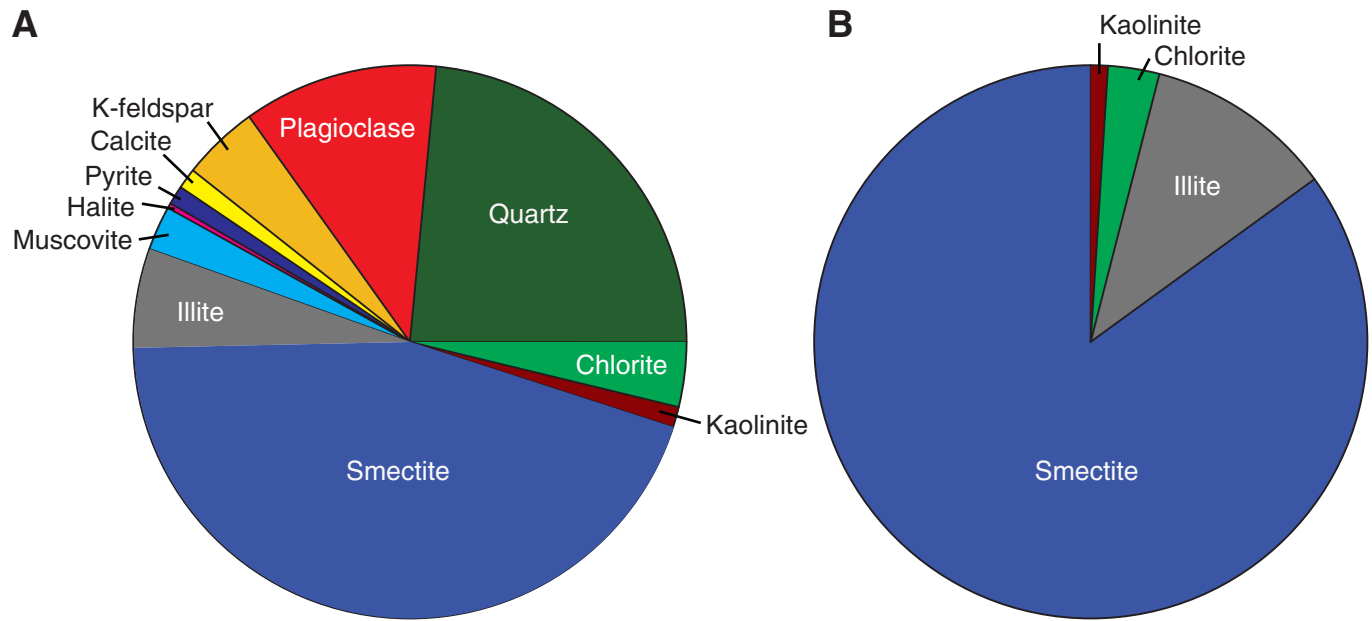 A
K-feldspar
Calcite
Pyrite
Halite
Muscovite
Illite
Plagioclase
Quartz
Chlorite
Kaolinite
Smectite
B
Kaolinite
Chlorite
Illite
Smectite